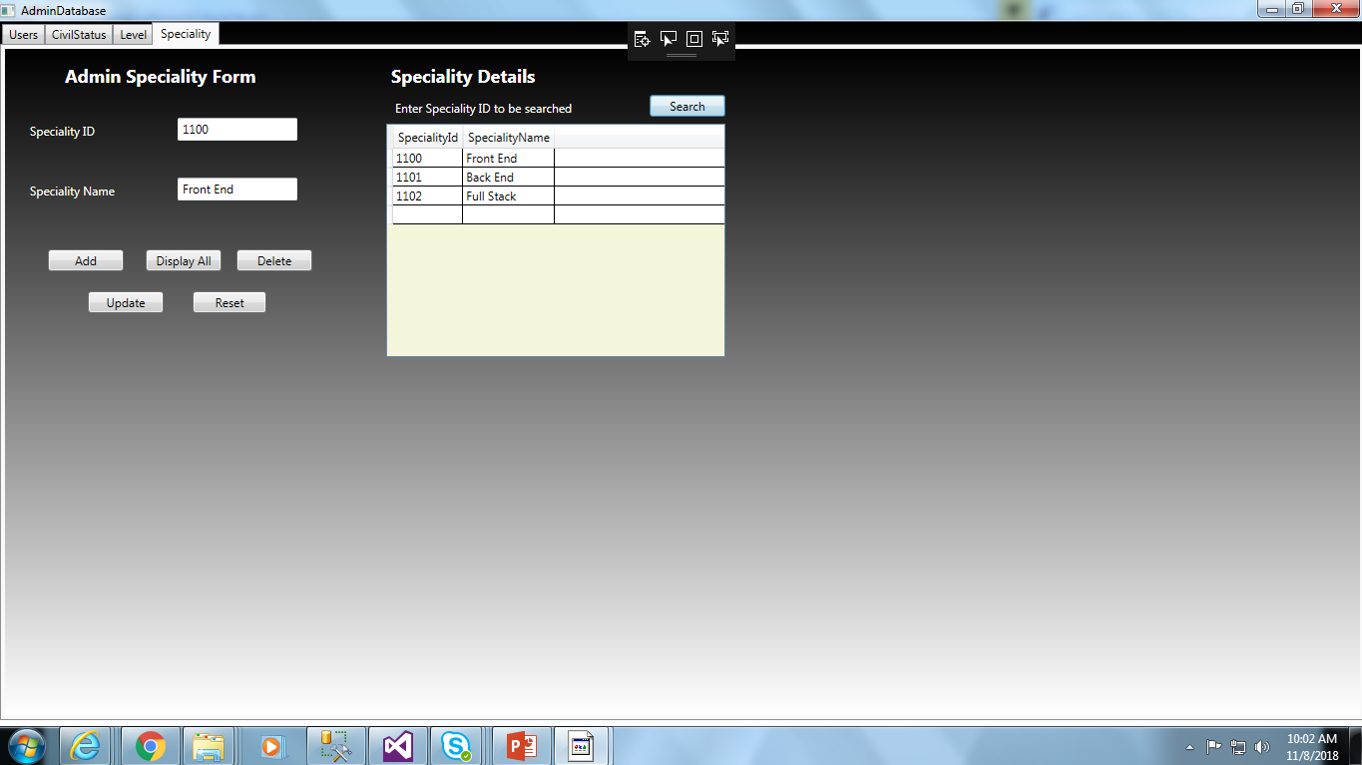 AdminDatabase
Users CivilStatus Level Speciality
Admin Speciality Form
Speciality ID 1100
Speciality Name Front End
Add Display All Delete
Update Reset
Speciality Details
Enter Speciality ID to be searched Search
SpecialityId SpecialityName
1100 Front End
1101 Back End
1102 Full Stack
10:02 AM
11/8/2018